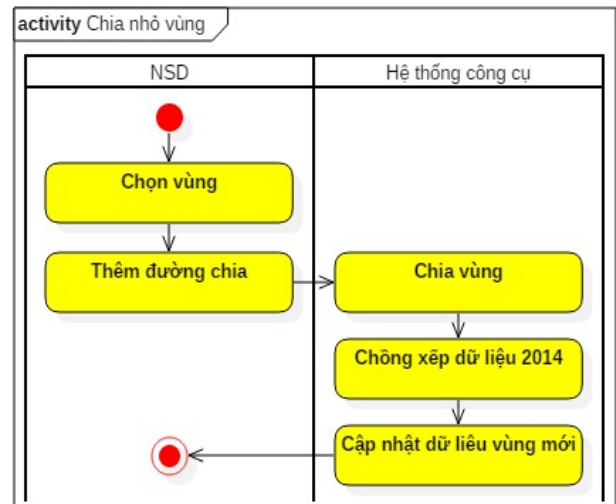 activity Chia nhỏ vùng
NSD
Hệ thống công cụ
Chọn vùng
Thêm đường chia
Chia vùng
Chồng xếp dữ liệu 2014
Cập nhật dữ liêu vùng mới